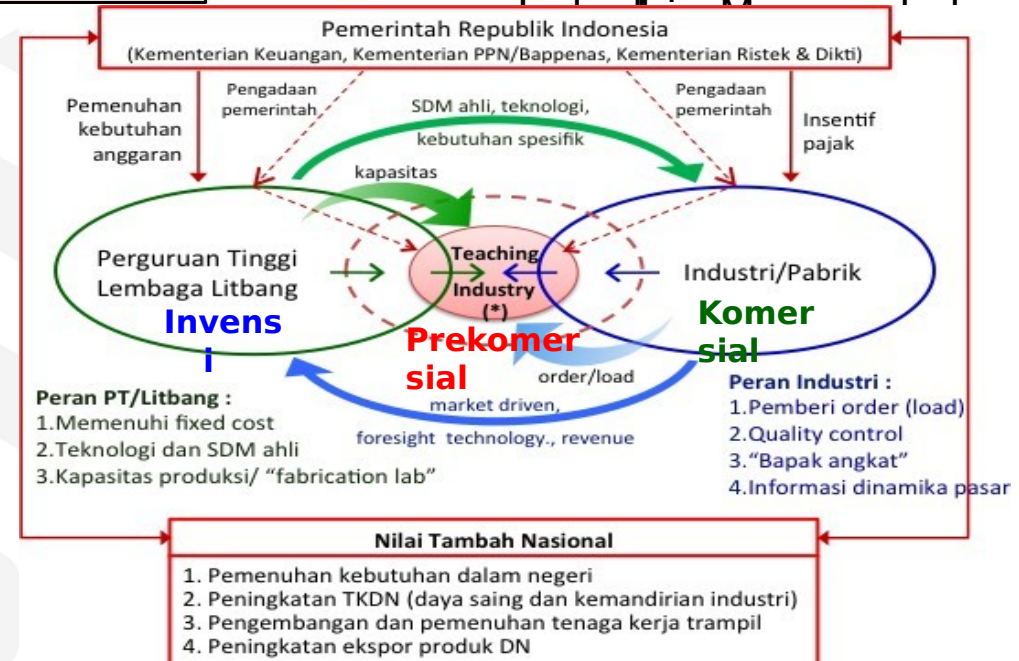 Pemerintah Republik Indonesia
(Kementerian Keuangan, Kementerian PPN/Bappenas, Kementerian Ristek & Dikti)
Pemenuhan
kebutuhan
anggaran
Pengadaan
pemerintah
SDM ahli, teknologi,
kebutuhan spesifik
Pengadaan
pemerintah
Insentif
pajak
kapasitas
Perguruan Tinggi
Lembaga Litbang
Invens
i
Teaching
Industry
(*)
Prekomer
sial
Industri/Pabrik
Komer
sial
order/load
market driven,
foresight technology., revenue
Peran PT/Litbang :
1.Memenuhi fixed cost
2.Teknologi dan SDM ahli
3.Kapasitas produksi/ “fabrication lab”
Peran Industri :
1.Pemberi order (load)
2.Quality control
3.“Bapak angkat”
4.Informasi dinamika pasar
Nilai Tambah Nasional
1. Pemenuhan kebutuhan dalam negeri
2. Peningkatan TKDN (daya saing dan kemandirian industri)
3. Pengembangan dan pemenuhan tenaga kerja trampil
4. Peningkatan ekspor produk DN